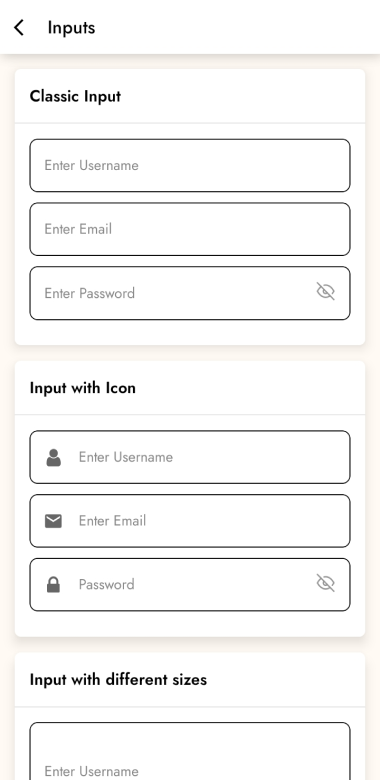 Inputs
Classic Input
Enter Username
Enter Email
Enter Password
Input with Icon
Enter Username
Enter Email
Password
Input with different sizes
Enter Username